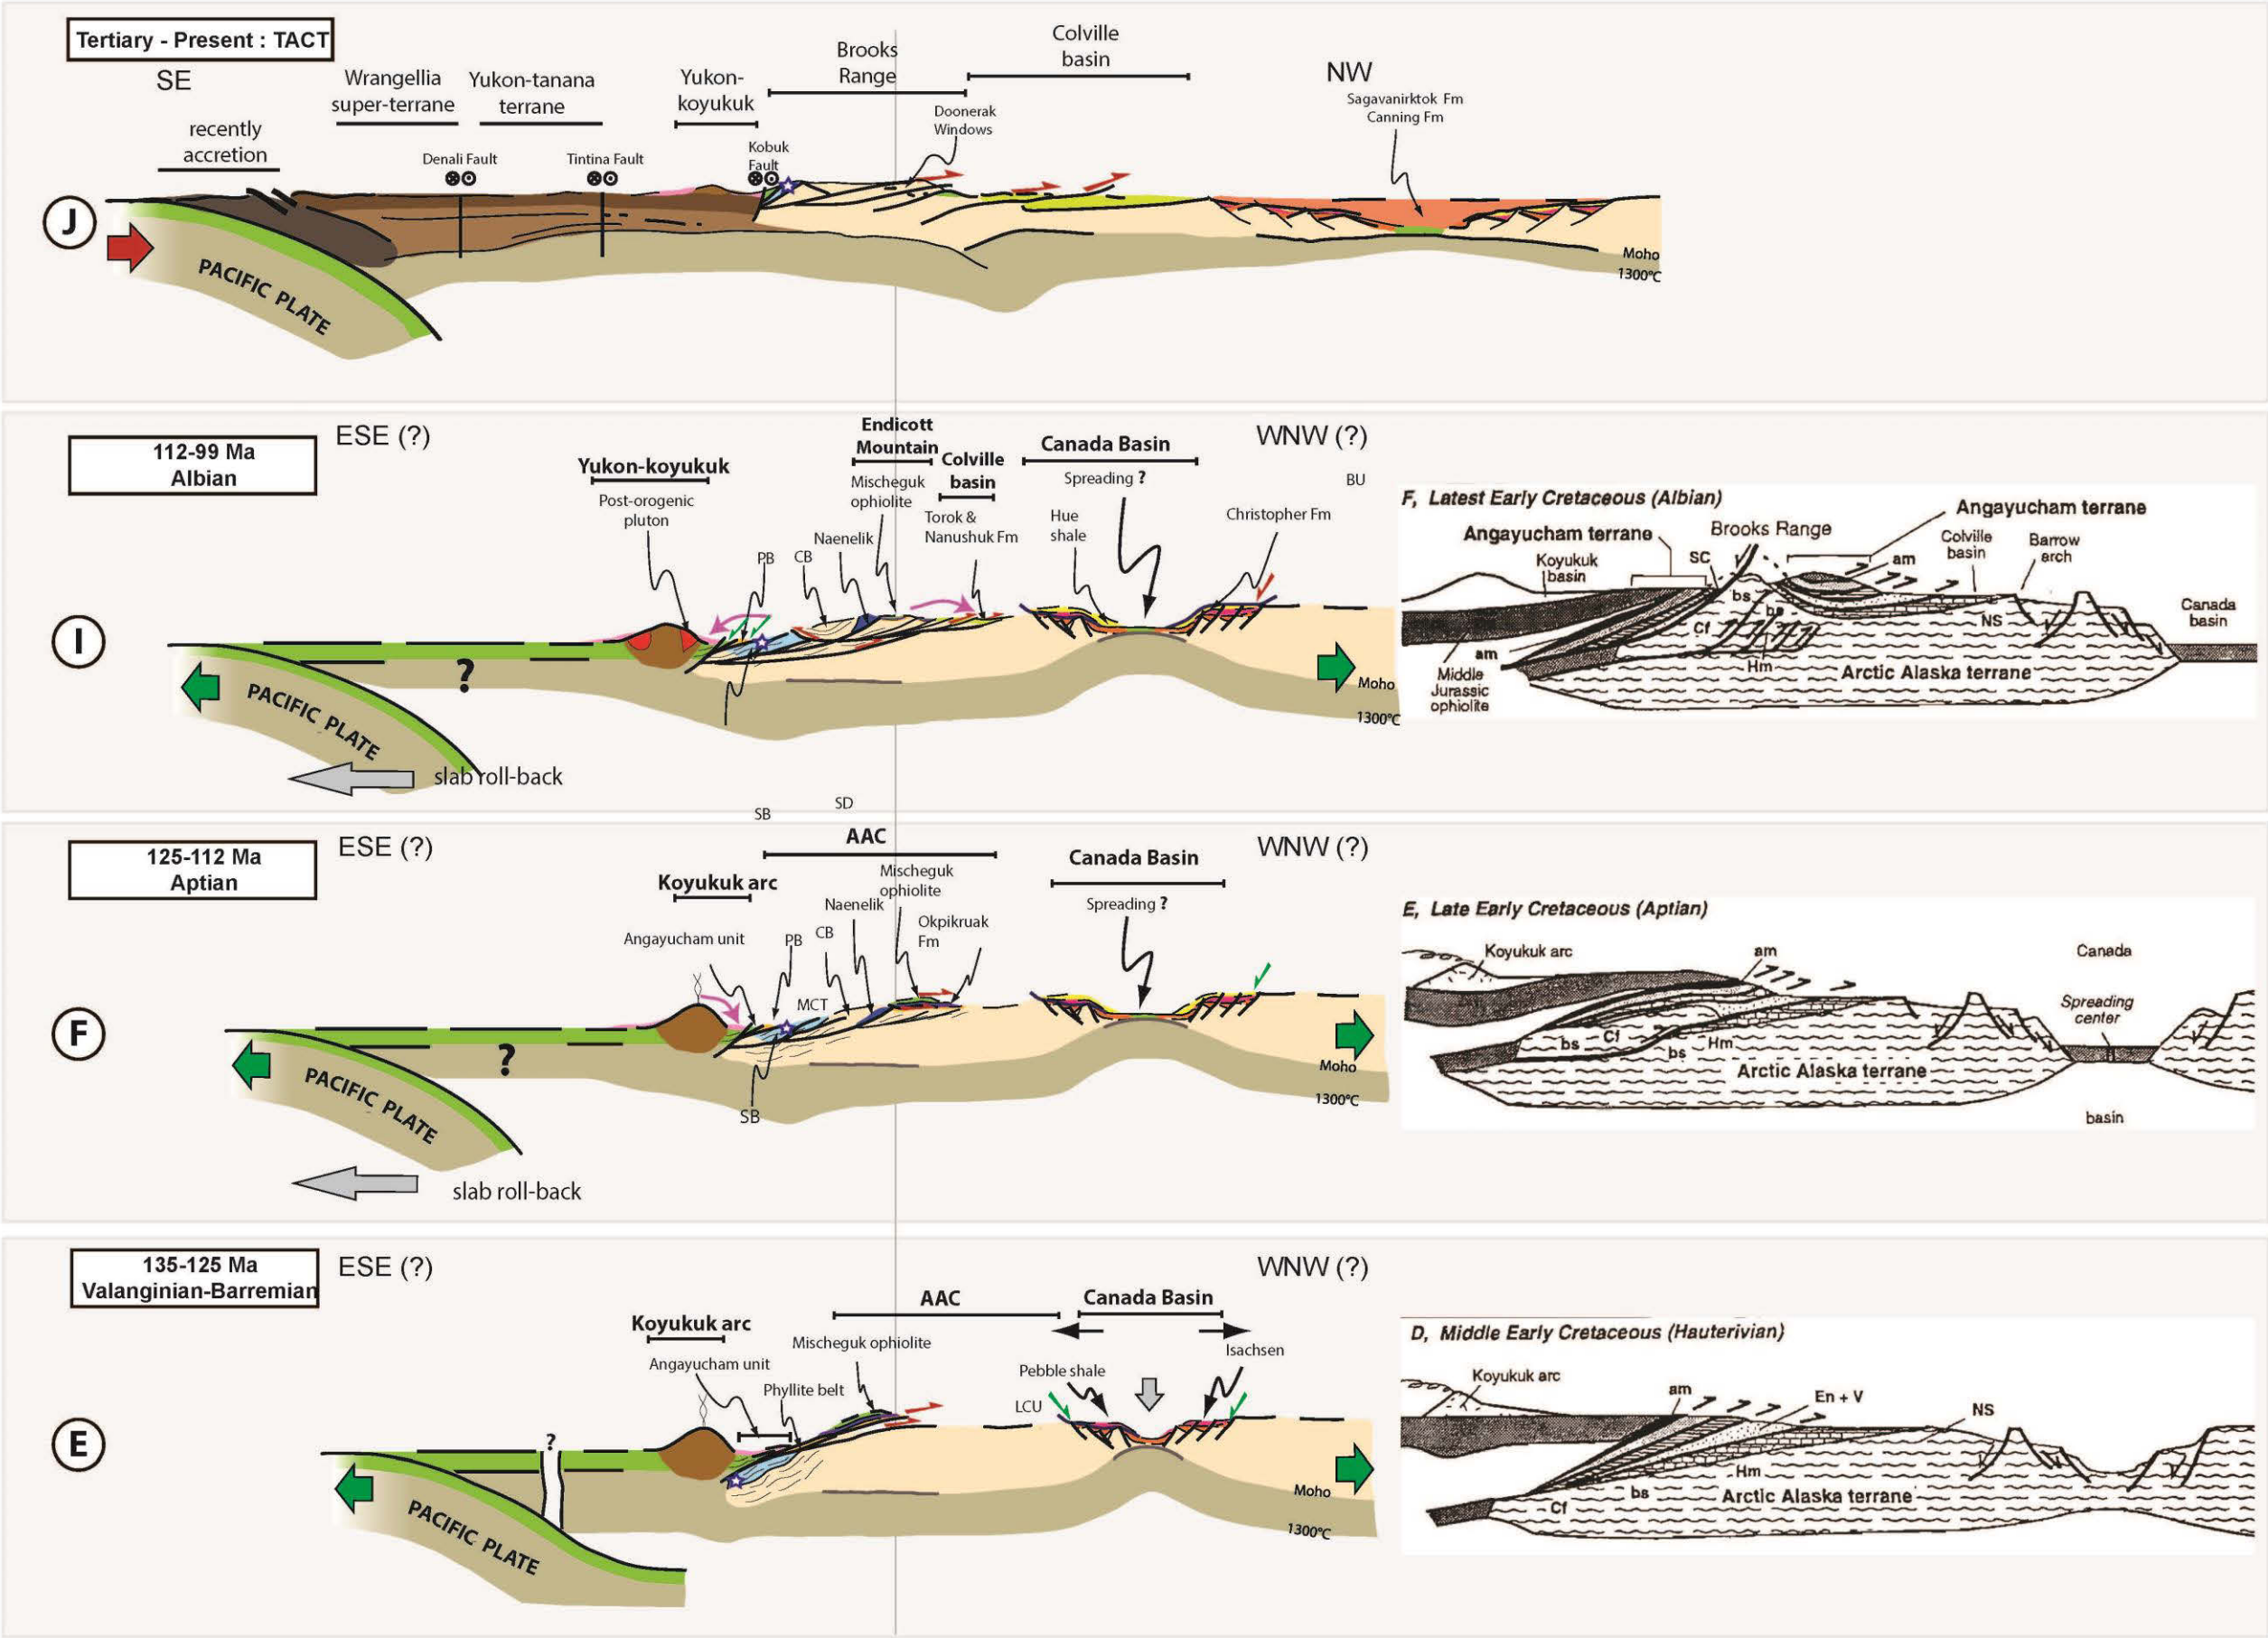 Tertiary - Present : TACT
SE
NW
Wrangellia
super-terrane
Yukon-tanana
terrane
Yukon-
koyukuk
Brooks
Range
Colville
basin
recently
accretion
Denali Fault
Tintina Fault
Kobuk
Fault
Doonerak
Windows
Sagavanirktok Fm
Canning Fm
J
PACIFIC PLATE
Moho
1300°C
112-99 Ma
Albian
ESE (?)
WNW (?)
Yukon-koyukuk
Post-orogenic
pluton
Endicott
Mountain
Mischeguk
ophiolite
Colville
basin
Torok &
Nanushuk Fm
Canada Basin
Spreading ?
Hue
shale
Christopher Fm
BU
PB
CB
Naenelik
I
?
PACIFIC PLATE
slab roll-back
Moho
1300°C
F, Latest Early Cretaceous (Albian)
Angayucham terrane
Brooks Range
Angayucham terrane
Koyukuk
basin
SC
am
Colville
basin
Barrow
arch
bs
bs
Cf
NS
Canada
basin
am
Hm
Arctic Alaska terrane
Middle
Jurassic
ophiolite
SB
SD
125-112 Ma
Aptian
ESE (?)
WNW (?)
AAC
Koyukuk arc
Mischeguk
ophiolite
Canada Basin
Spreading ?
Naenelik
Okpikruak
Fm
Angayucham unit
PB
CB
MCT
F
?
PACIFIC PLATE
SB
slab roll-back
Moho
1300°C
E, Late Early Cretaceous (Aptian)
Koyukuk arc
am
Canada
Spreading
center
bs
Cf
bs
Hm
Arctic Alaska terrane
basin
135-125 Ma
Valanginian-Barremian
ESE (?)
WNW (?)
AAC
Canada Basin
Koyukuk arc
Mischeguk ophiolite
Isachsen
Angayucham unit
Pebble shale
Phyllite belt
LCU
E
?
PACIFIC PLATE
Moho
1300°C
D, Middle Early Cretaceous (Hauterivian)
Koyukuk arc
am
En + V
NS
Hm
bs
Cf
Arctic Alaska terrane